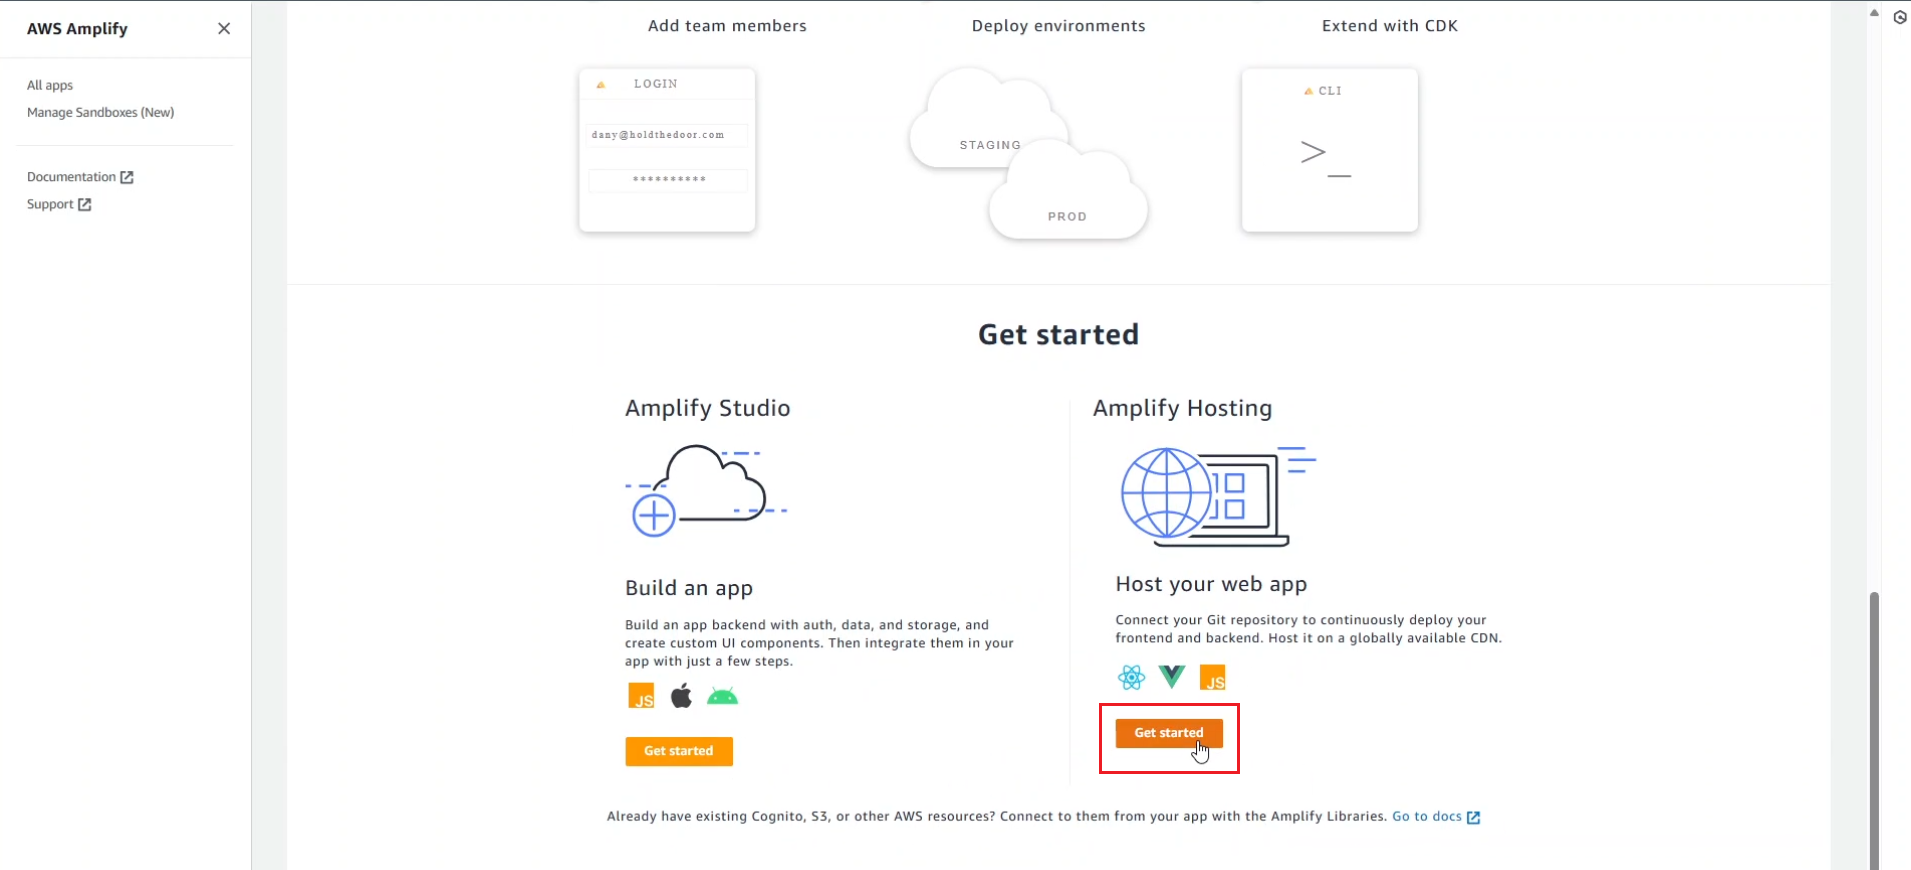 AWS Amplify
All apps
Manage Sandboxes (New)
Documentation
Support
Add team members
Deploy environments
Extend with CDK
LOGIN
dany@holdthedoor.com
**********
STAGING
PROD
CLI
>_
Get started
Amplify Studio
Build an app
Build an app backend with auth, data, and storage, and
create custom UI components. Then integrate them in your
app with just a few steps.
JS
Get started
Amplify Hosting
Host your web app
Connect your Git repository to continuously deploy your
frontend and backend. Host it on a globally available CDN.
JS
Get started
Already have existing Cognito, S3, or other AWS resources? Connect to them from your app with the Amplify Libraries. Go to docs